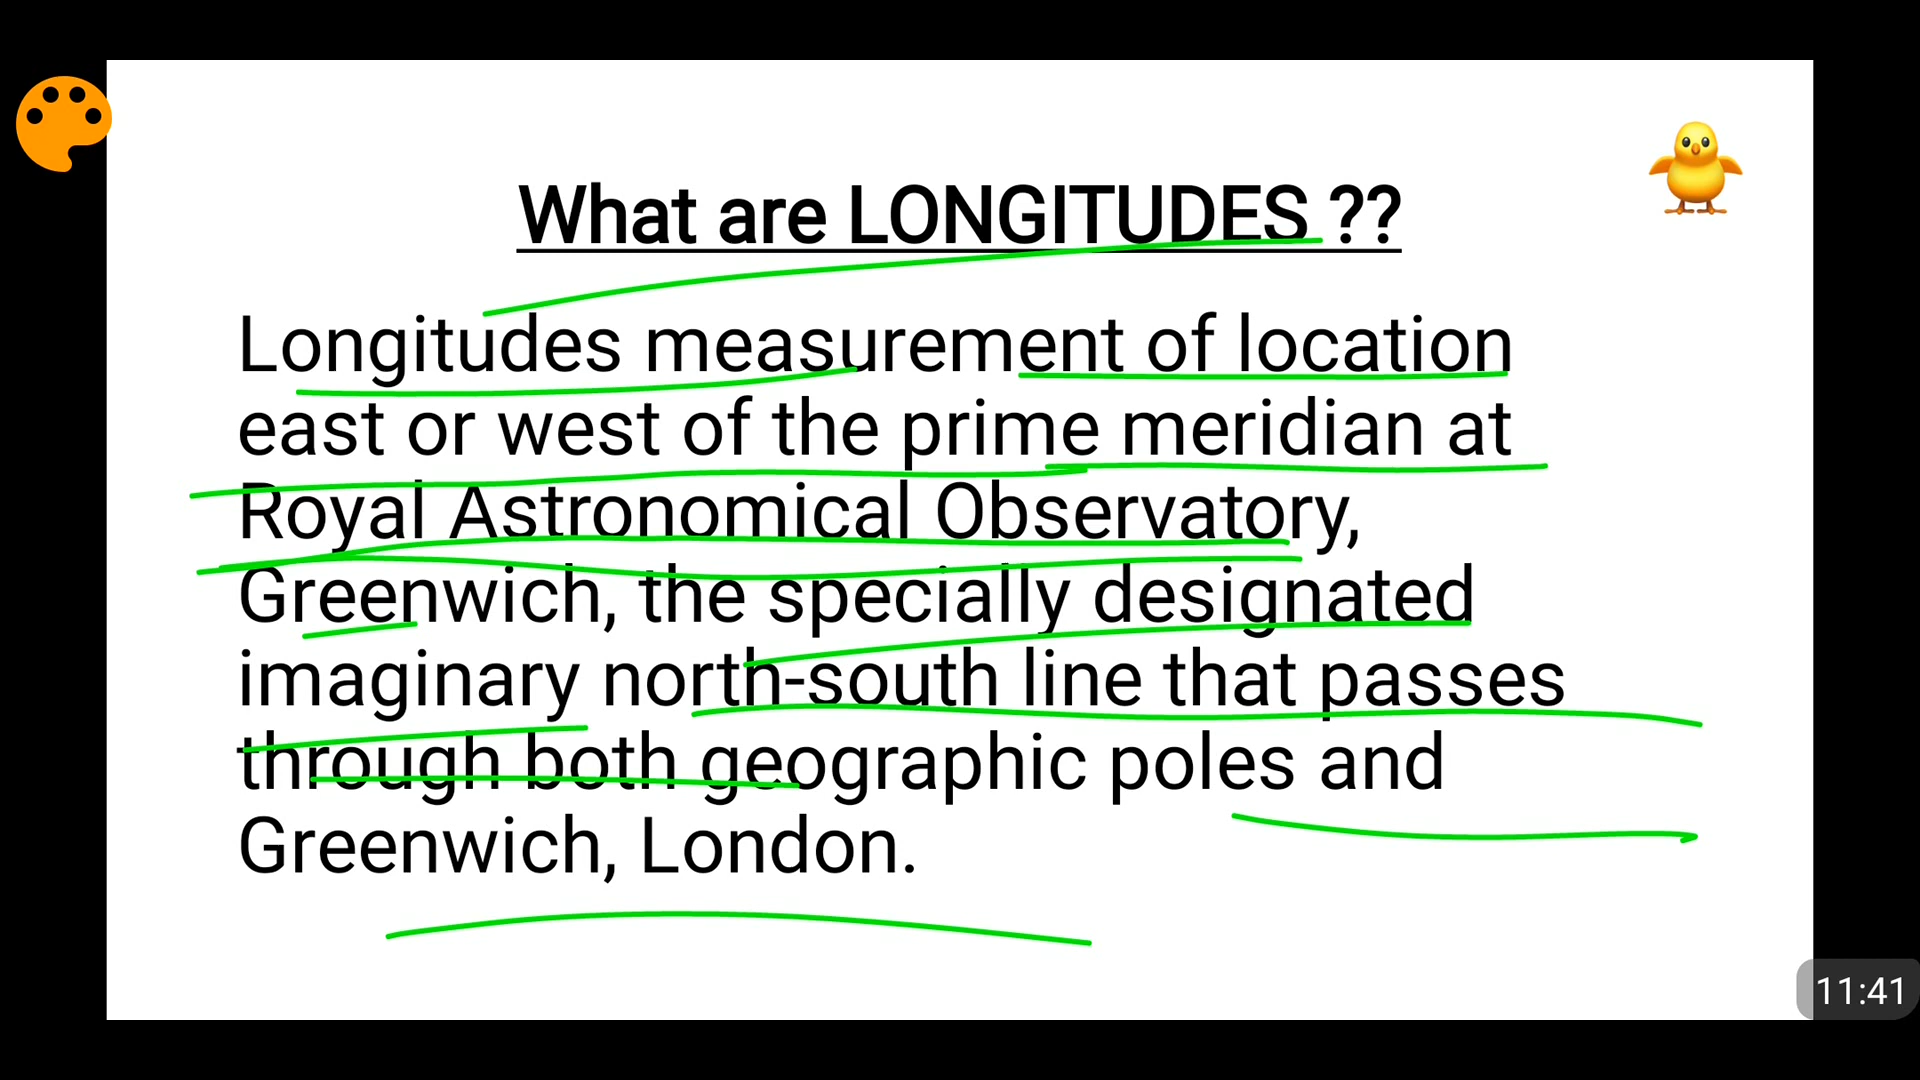 What are LONGITUDES ??
Longitudes measurement of location
east or west of the prime meridian at
Royal Astronomical Observatory,
Greenwich, the specially designated
imaginary north-south line that passes
through both geographic poles and
Greenwich, London.
11:41